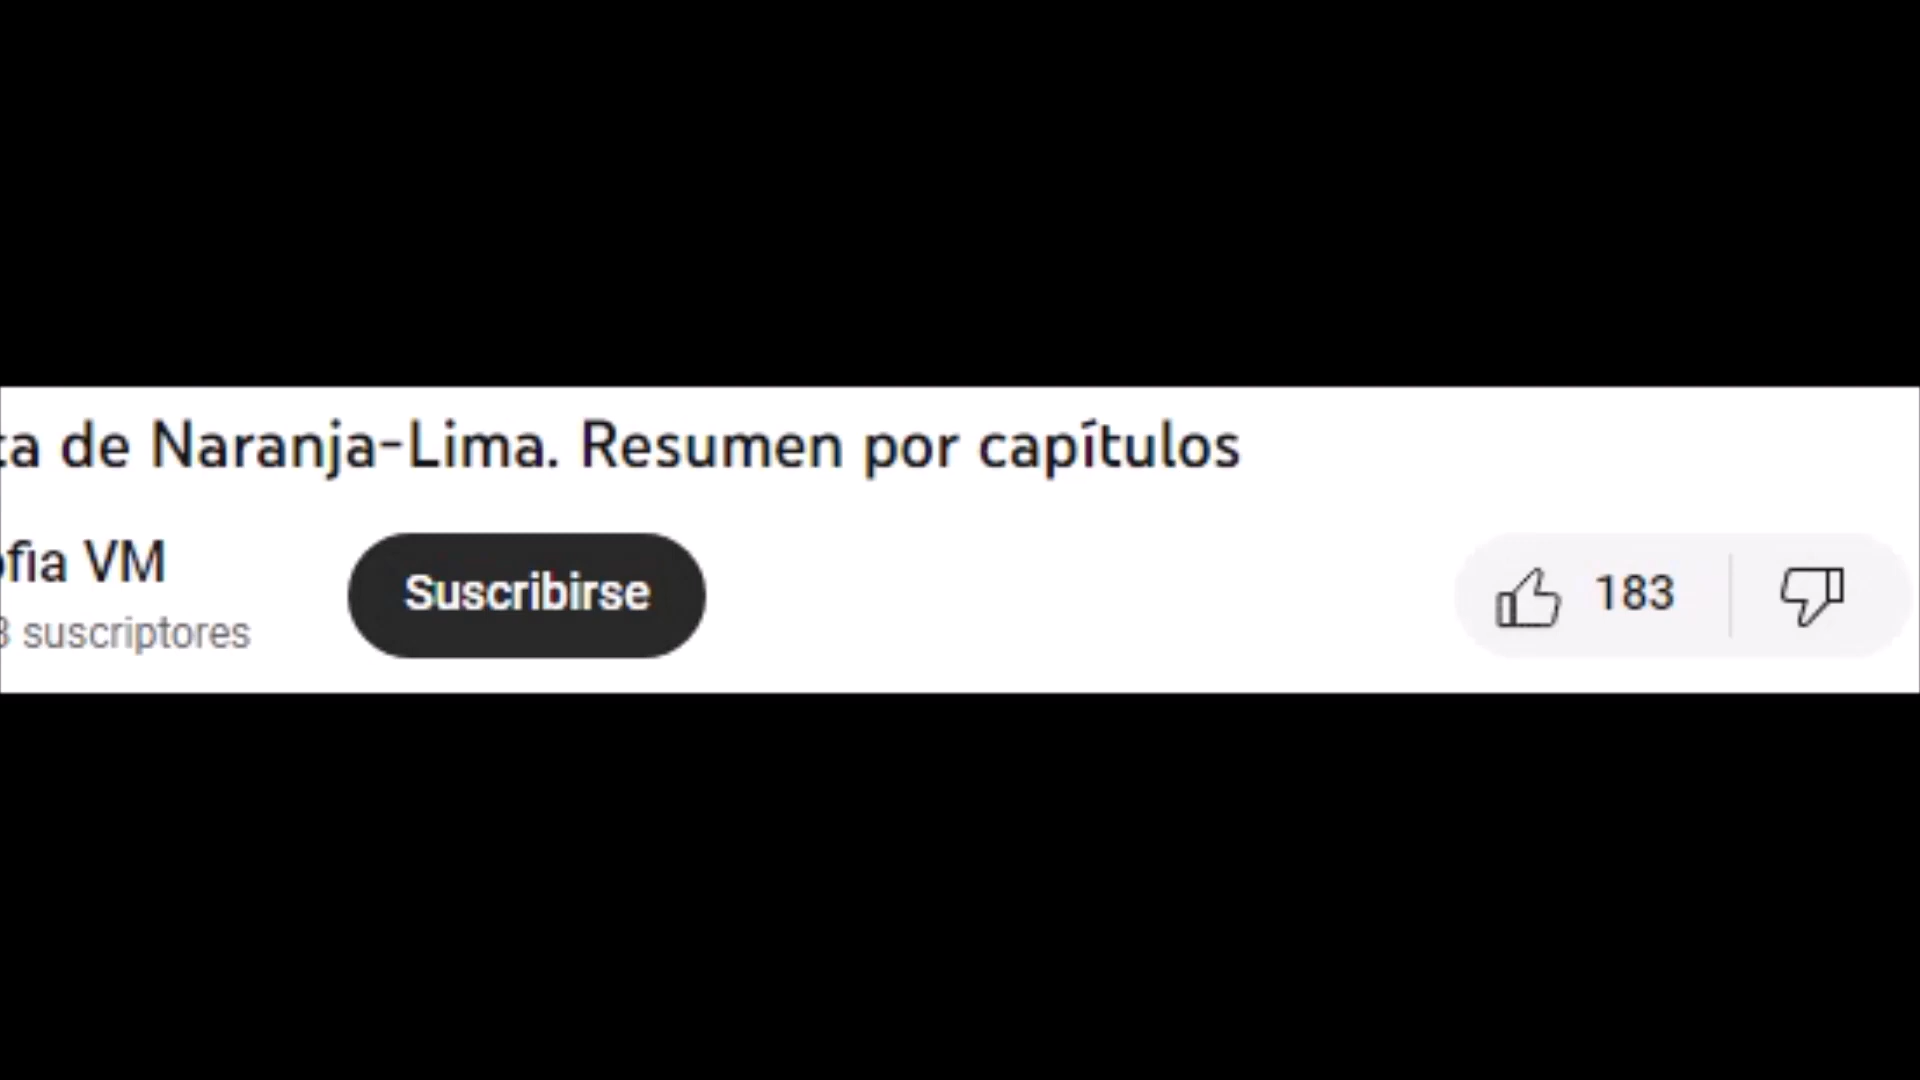 de Naranja-Lima. Resumen por capítulos
VM
Suscribirse
183
suscriptores